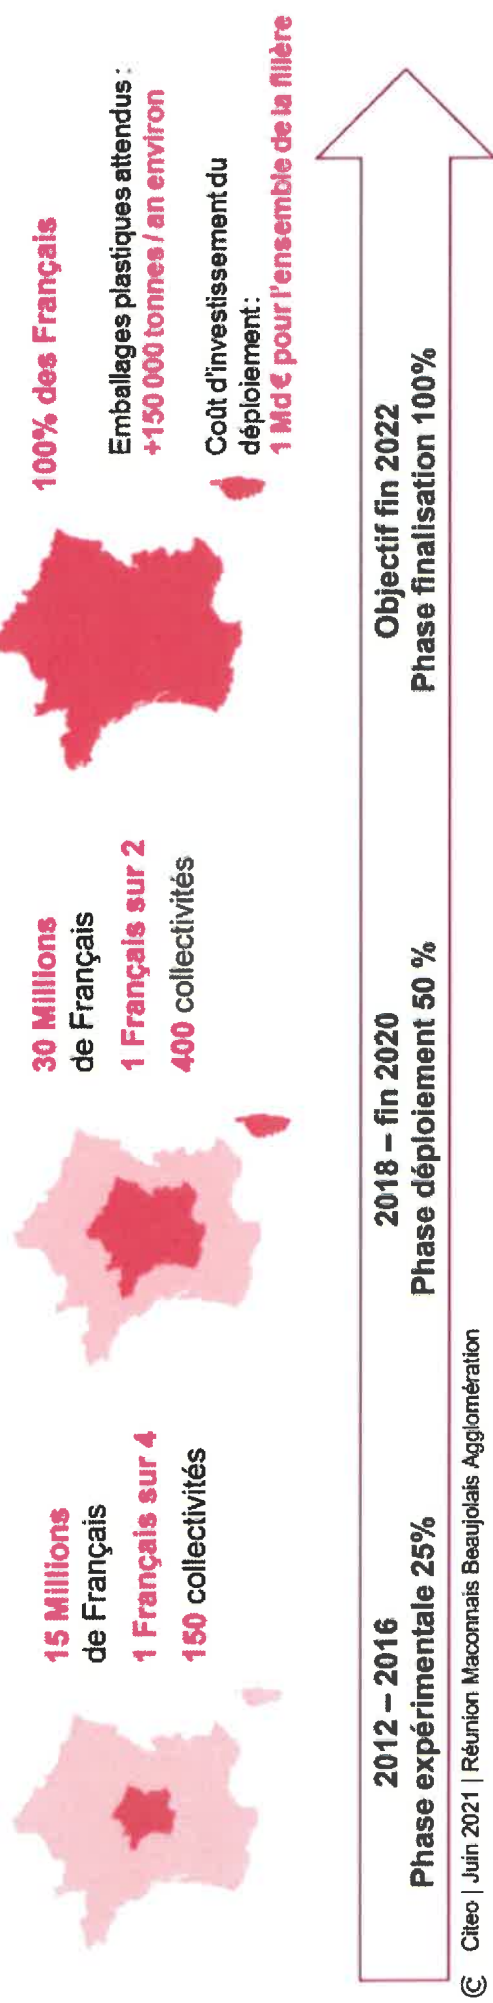 15 Millions
de Français
1 Français sur 4
150 collectivités
30 Millions
de Français
1 Français sur 2
400 collectivités
100% des Français
Emballages plastiques attendus :
+150 000 tonnes / an environ
Coût d'investissement du
déploiement :
1 Md € pour l'ensemble de la filière
2012 – 2016
Phase expérimentale 25%
2018 – fin 2020
Phase déploiement 50 %
Objectif fin 2022
Phase finalisation 100%
© Citeo | Juin 2021 | Réunion Maconnais Beaujolais Agglomération